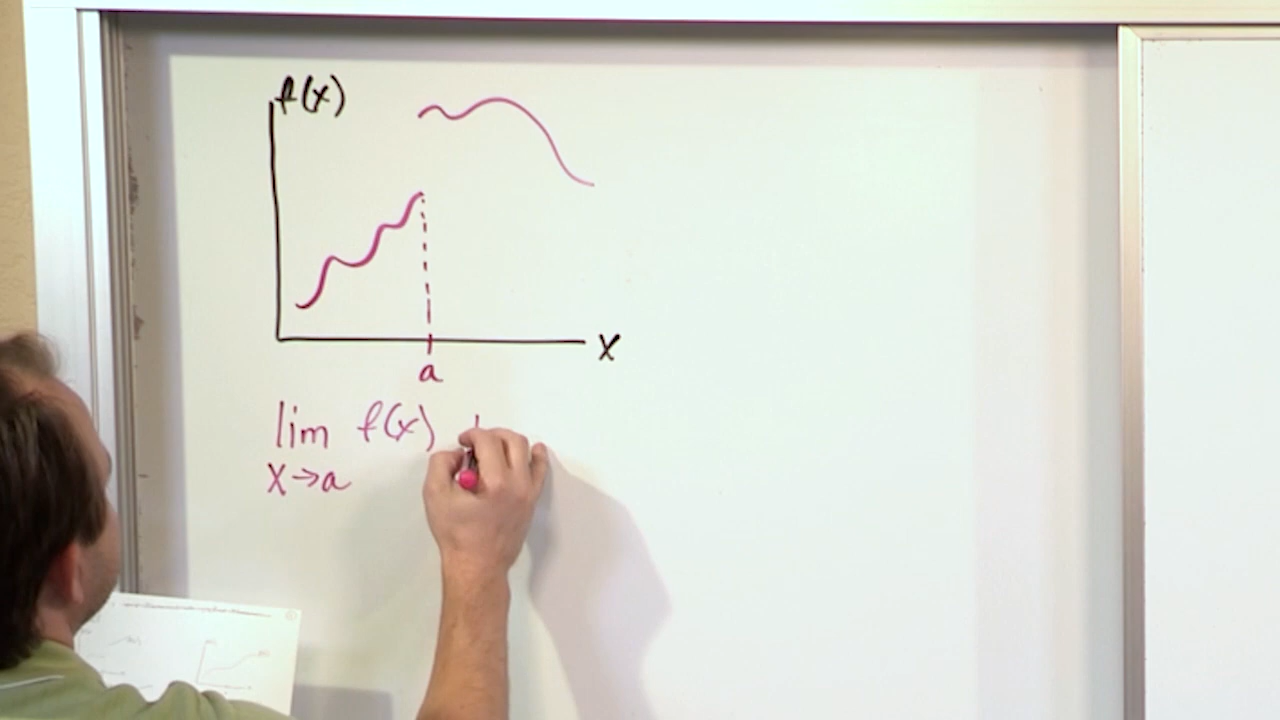 f(x)
x
a
lim f(x)
x→a